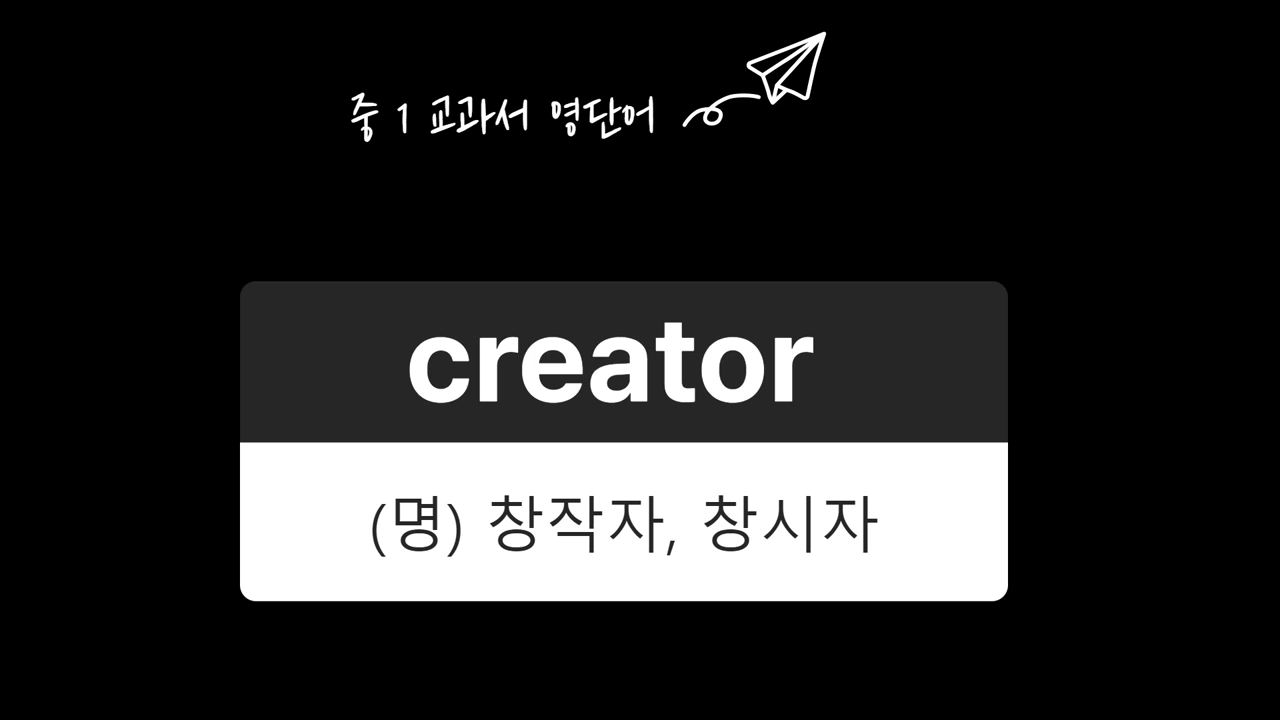 중 1 교과서 영단어
creator
(명) 창작자, 창시자